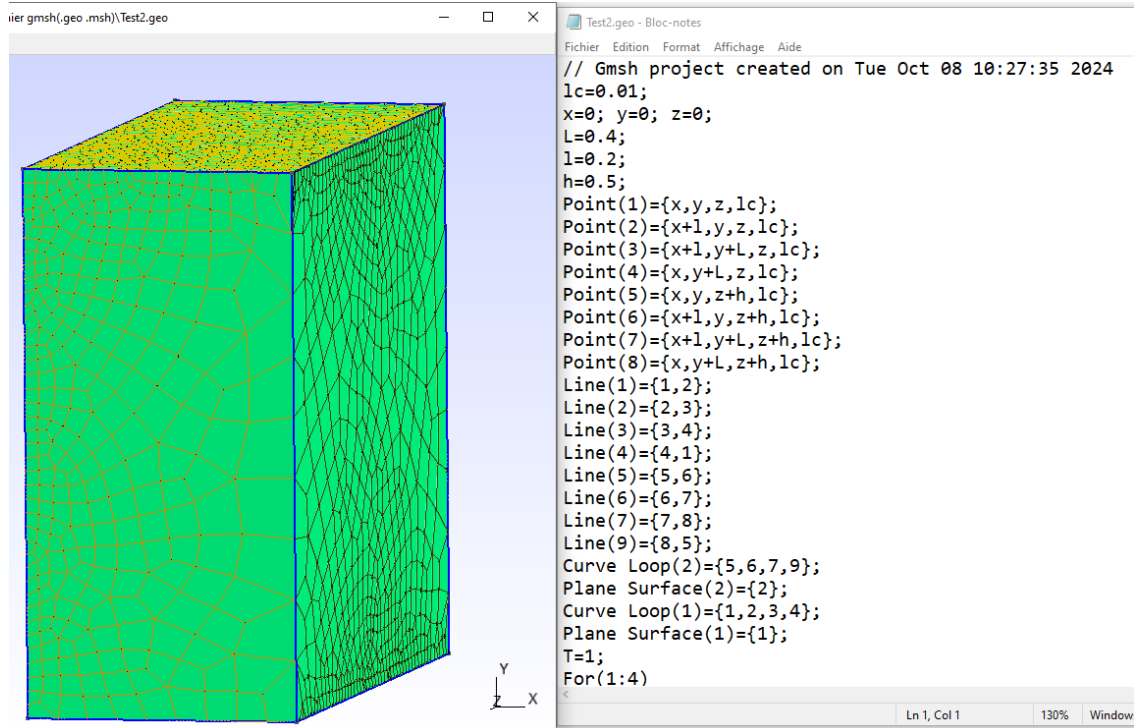 ier gmsh(.geo .msh)\Test2.geo
Y
Z X
Test2.geo - Bloc-notes
Fichier Edition Format Affichage Aide
// Gmsh project created on Tue Oct 08 10:27:35 2024
lc=0.01;
x=0; y=0; z=0;
L=0.4;
l=0.2;
h=0.5;
Point(1)={x,y,z,lc};
Point(2)={x+l,y,z,lc};
Point(3)={x+l,y+L,z,lc};
Point(4)={x,y+L,z,lc};
Point(5)={x,y,z+h,lc};
Point(6)={x+l,y,z+h,lc};
Point(7)={x+l,y+L,z+h,lc};
Point(8)={x,y+L,z+h,lc};
Line(1)={1,2};
Line(2)={2,3};
Line(3)={3,4};
Line(4)={4,1};
Line(5)={5,6};
Line(6)={6,7};
Line(7)={7,8};
Line(9)={8,5};
Curve Loop(2)={5,6,7,9};
Plane Surface(2)={2};
Curve Loop(1)={1,2,3,4};
Plane Surface(1)={1};
T=1;
For(1:4)
Ln 1, Col 1 130% Window